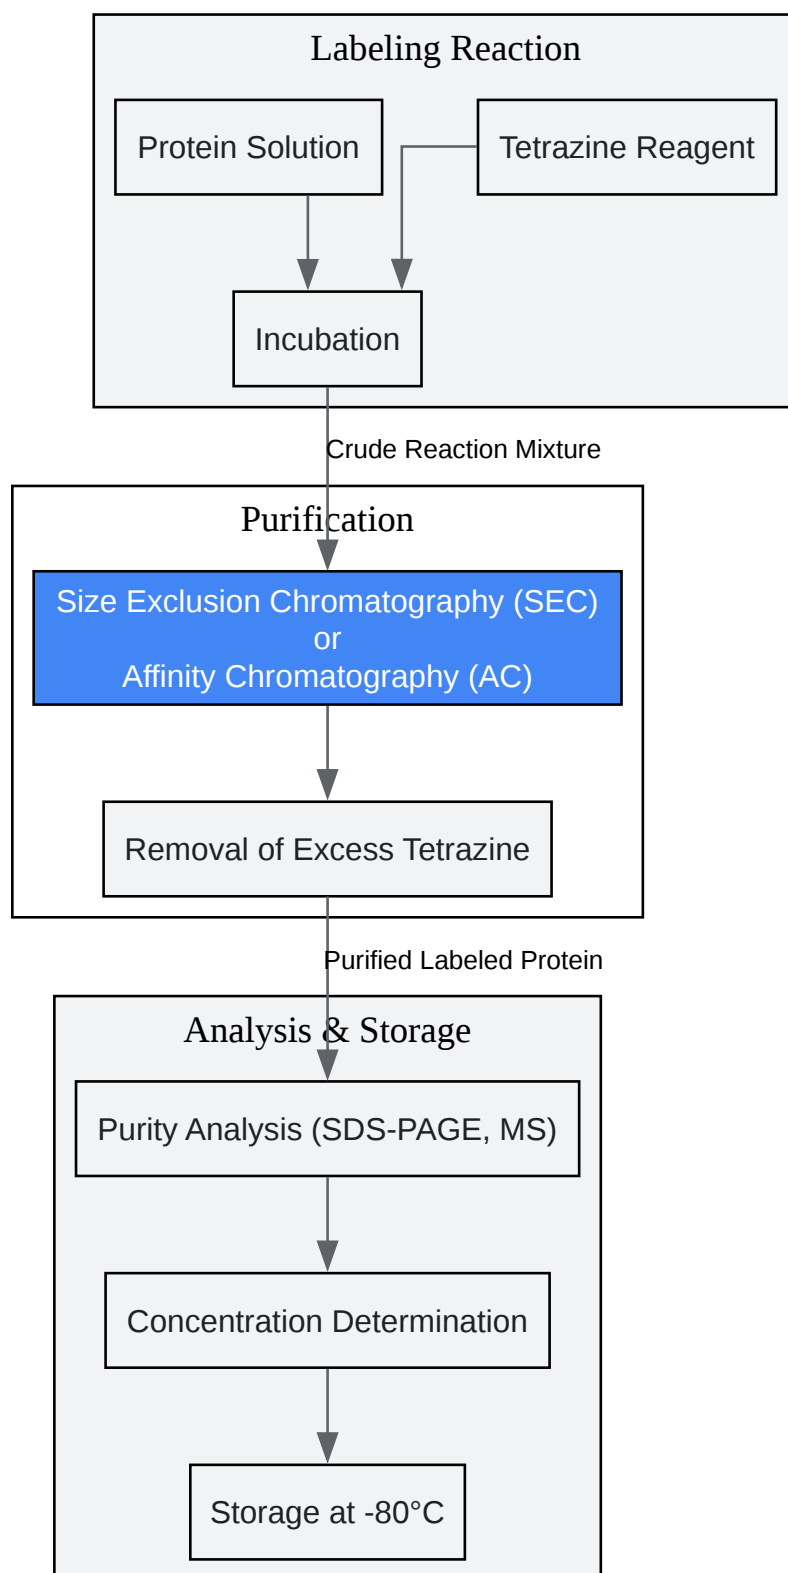 Labeling Reaction
Protein Solution
Tetrazine Reagent
Incubation
Crude Reaction Mixture
Purification
Size Exclusion Chromatography (SEC)
or
Affinity Chromatography (AC)
Removal of Excess Tetrazine
Purified Labeled Protein
Analysis & Storage
Purity Analysis (SDS-PAGE, MS)
Concentration Determination
Storage at -80°C